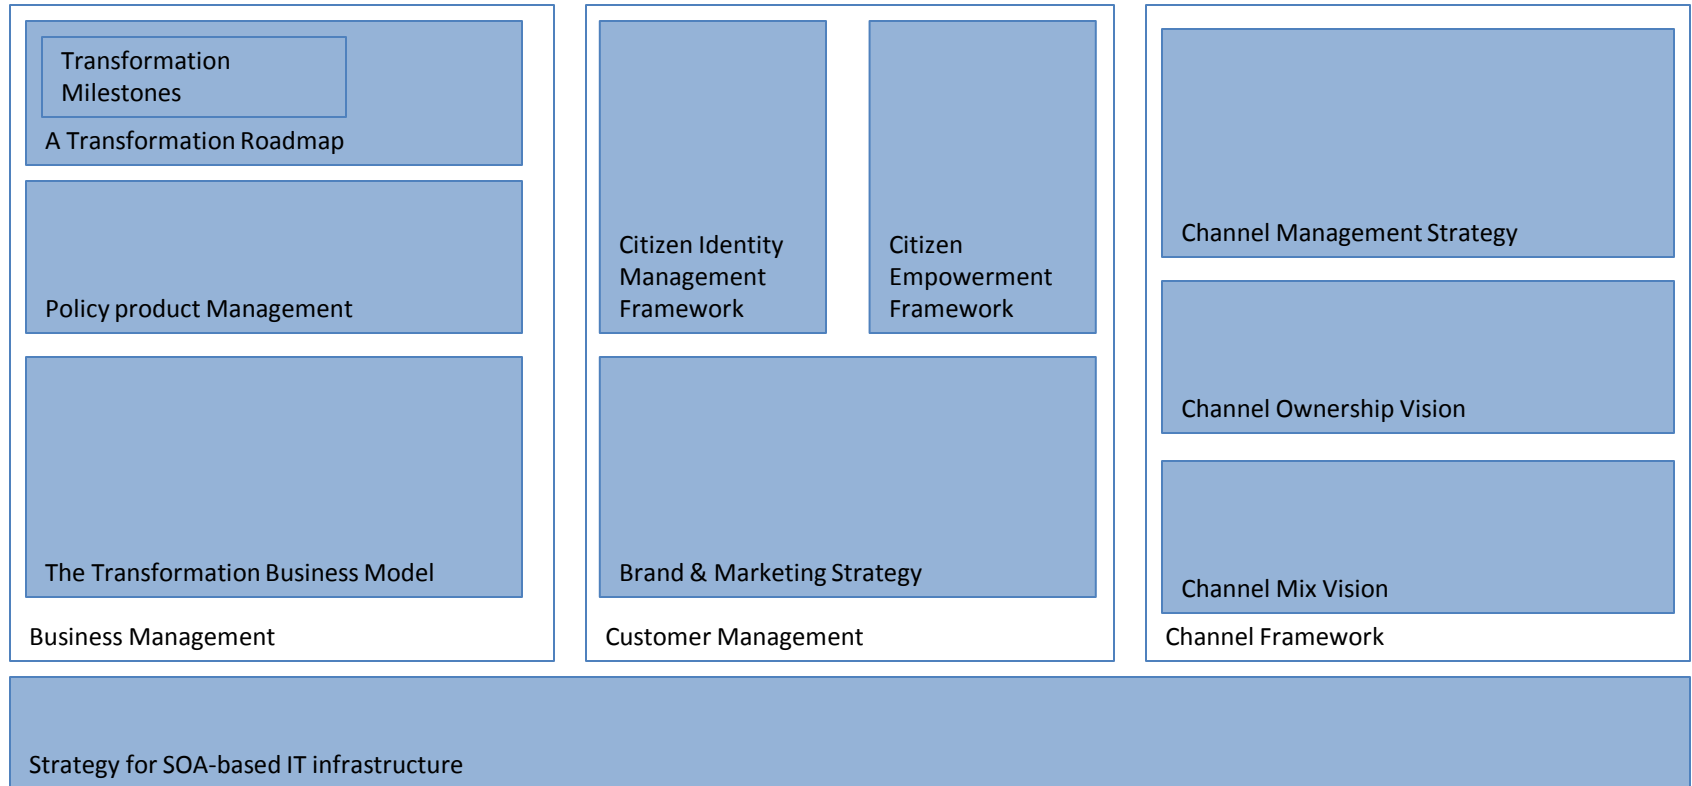 Transformation
Milestones
A Transformation Roadmap
Policy product Management
The Transformation Business Model
Business Management
Citizen Identity
Management
Framework
Citizen
Empowerment
Framework
Brand & Marketing Strategy
Customer Management
Channel Management Strategy
Channel Ownership Vision
Channel Mix Vision
Channel Framework
Strategy for SOA-based IT infrastructure